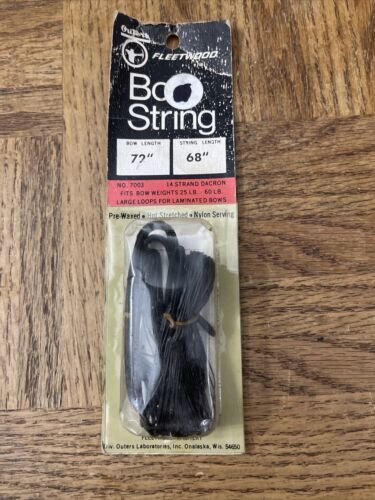 Outers
FLEETWOOD
Bo
String
BOW LENGTH
72"
STRING LENGTH
68"
NO. 7003 14 STRAND DACRON
FITS BOW WEIGHTS 25 LB. - 60 LB.
LARGE LOOPS FOR LAMINATED BOWS
Pre-Waxed • Hot Stretched • Nylon Serving
Div. Outers Laboratories, Inc. Onalaska, Wis. 54650